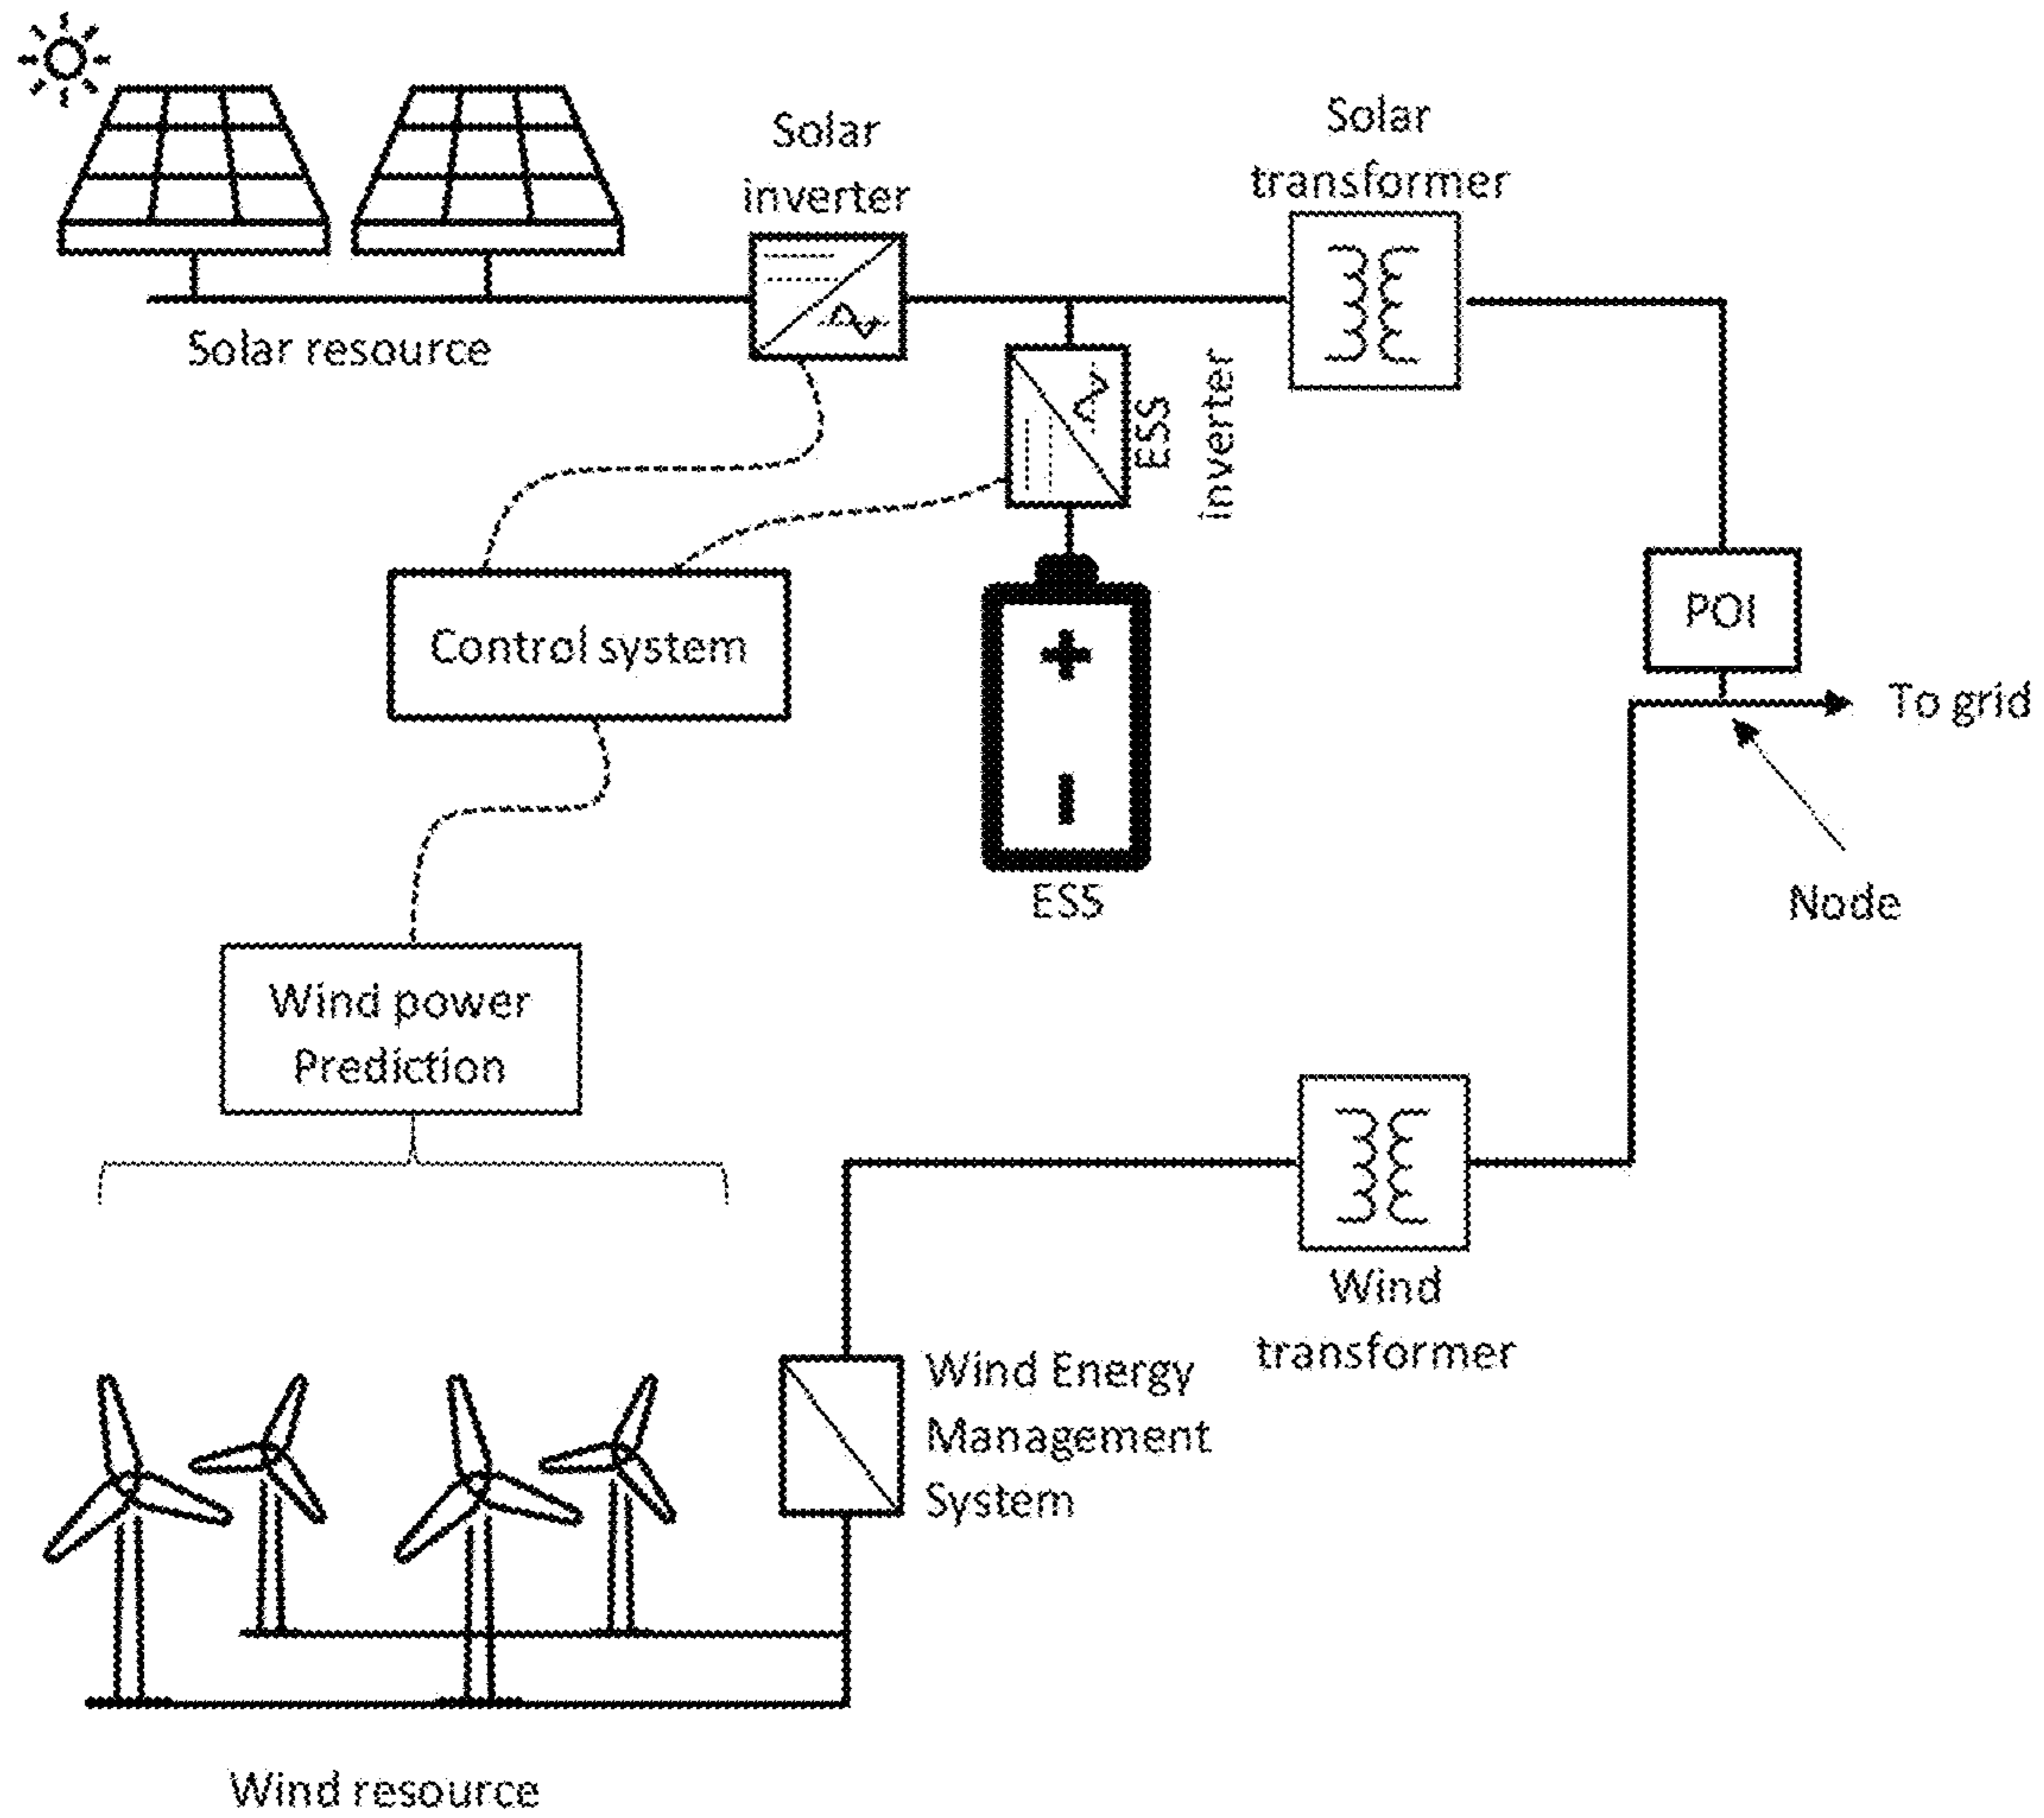 Solar
inverter
Solar
transformer
Solar resource
ESS
inverter
Control system
POI
To grid
ESS
Node
Wind power
Prediction
Wind
transformer
Wind Energy
Management
System
Wind resource